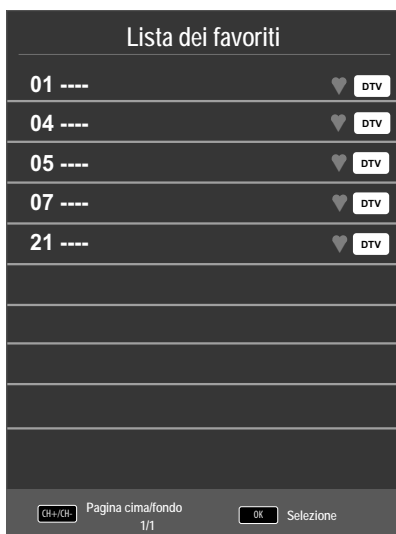 Lista dei favoriti
01 ---- DTV
04 ---- DTV
05 ---- DTV
07 ---- DTV
21 ---- DTV
CH+/CH- Pagina cima/fondo OK Selezione
1/1